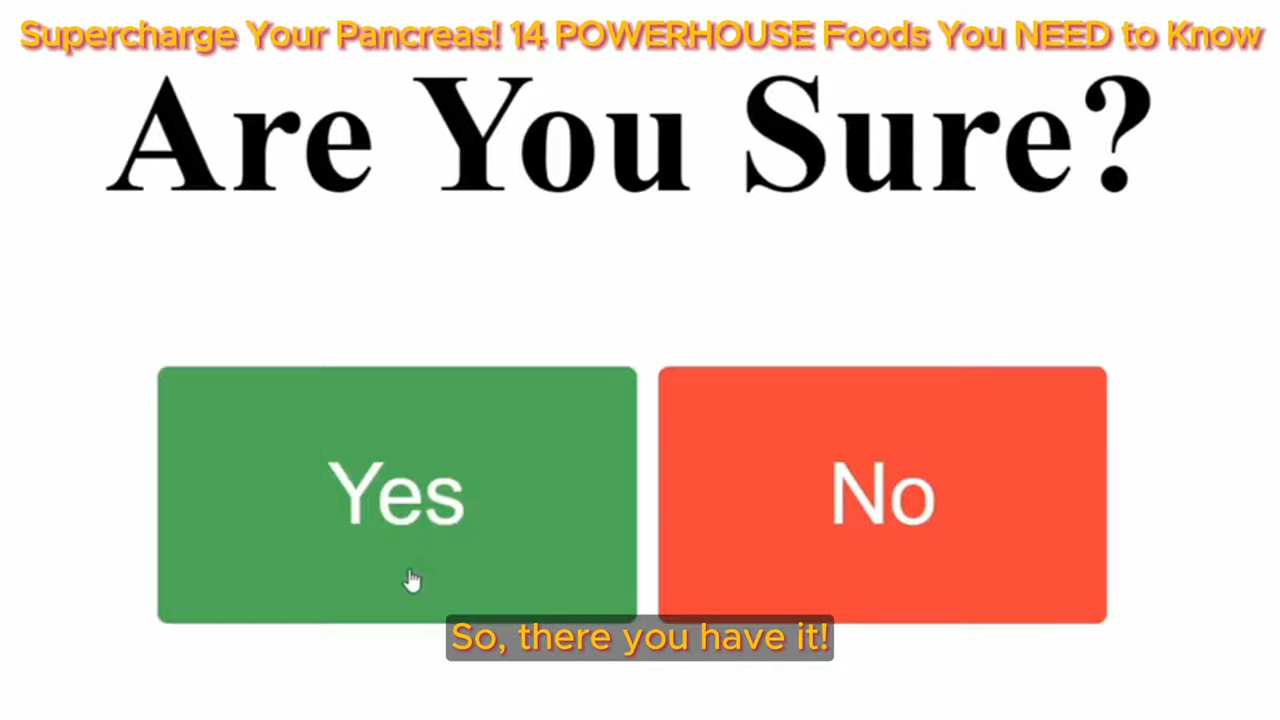 Supercharge Your Pancreas! 14 POWERHOUSE Foods You NEED to Know
Are You Sure?
Yes
No
So, there you have it!